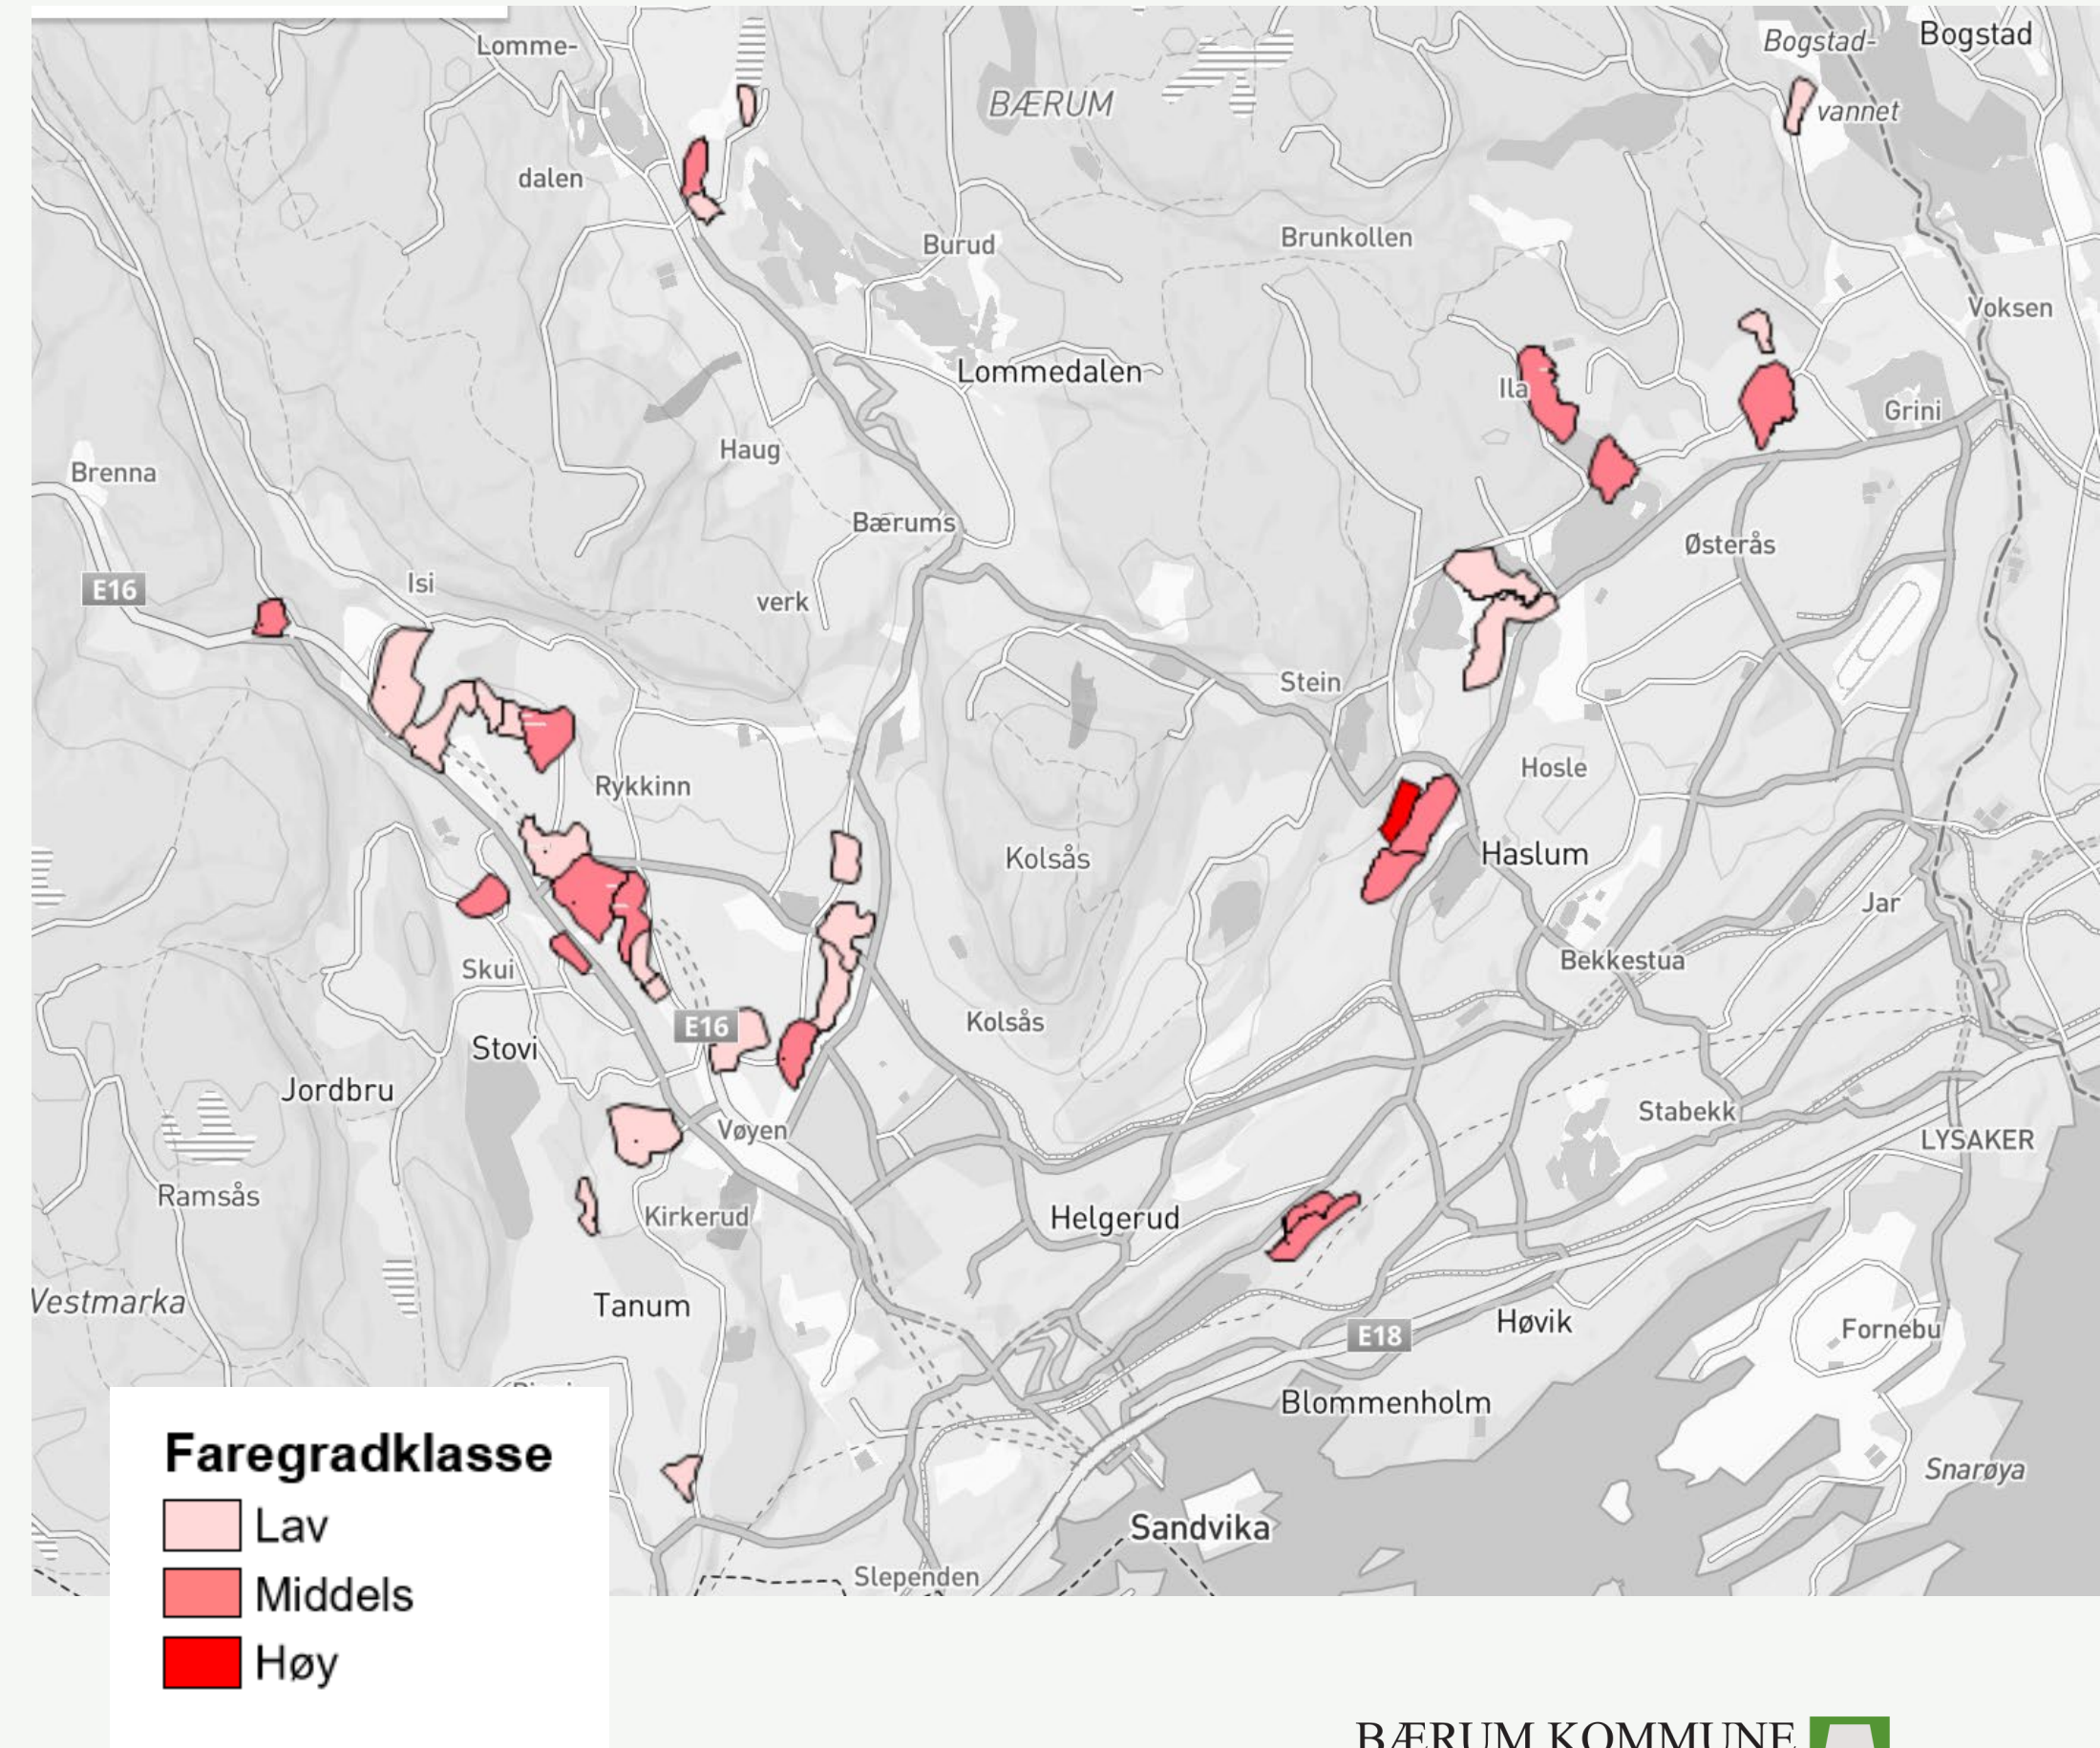 Lomme-
Bogstad-
Bogstad
BÆRUM
vannet
dalen
Burud
Brunkollen
Voksen
Lommedalen
Ila
Grini
Haug
Brenna
Bærums
Østerås
E16
Isi
verk
Stein
Rykkinn
Hosle
Kolsås
Haslum
Jar
Skui
Bekkestua
E16
Kolsås
Stovi
Jordbru
Vøyen
Stabekk
LYSAKER
Ramsås
Kirkerud
Helgerud
Vestmarka
Tanum
E18
Høvik
Fornebu
Blommenholm
Snarøya
Sandvika
Slependen
Faregradklasse
Lav
Middels
Høy
BÆRUM KOMMUNE